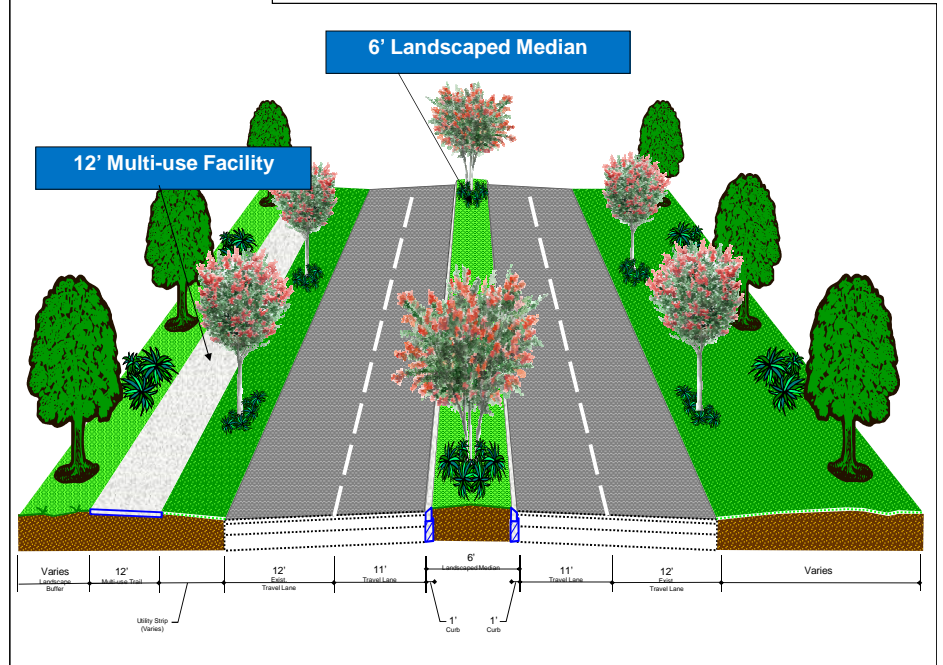 6’ Landscaped Median
12’ Multi-use Facility
Varies
Landscape
Buffer
12’
Multi-use Trail
Utility Strip
(Varies)
12’
Exist.
Travel Lane
11’
Travel Lane
6’
Landscaped Median
1’
Curb
1’
Curb
11’
Travel Lane
12’
Exist.
Travel Lane
Varies